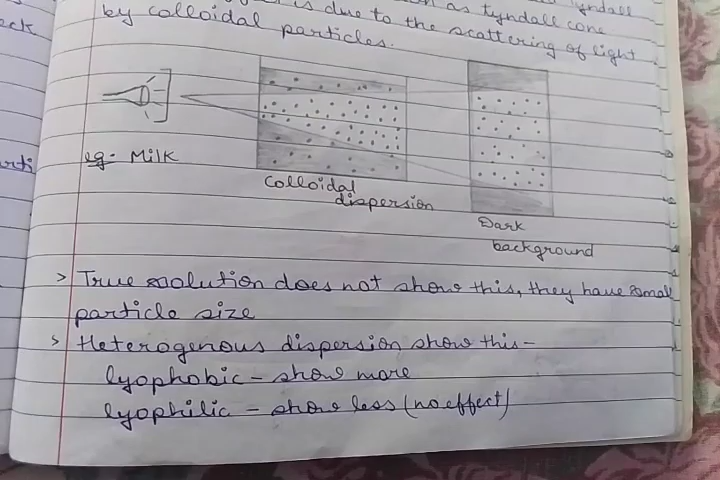 is due to the as tyndall cone
by colloidal particles. scattering of light
eg:- Milk
Colloidal
dispersion
Dark
background
> True soolution does not show this, they have small
particle size
> Heterogenous dispersion show this -
lyophobic - show more
lyophilic - show less (no effect)